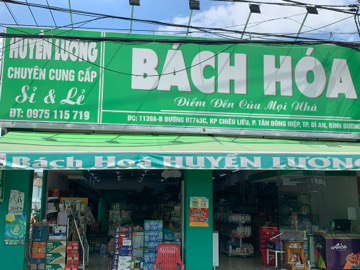 HUYỀN LƯƠNG
CHUYÊN CUNG CẤP
Sỉ & Lẻ
ĐT: 0975 115 719
BÁCH HÓA
Điểm Đến Của Mọi Nhà
ĐC: 1139A-B ĐƯỜNG ĐT743C, KP CHIÊU LIÊU, P. TÂN ĐÔNG HIỆP, TP. DĨ AN, BÌNH DƯƠNG
Bách Hoá HUYỀN LƯƠNG